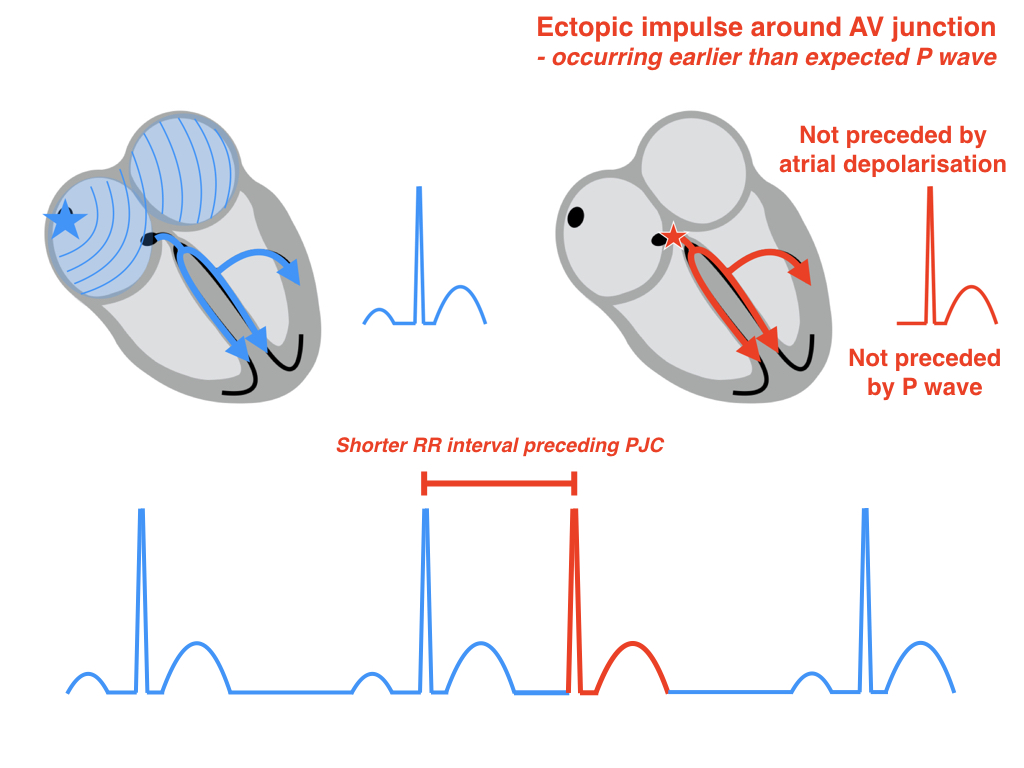 Ectopic impulse around AV junction
- occurring earlier than expected P wave
Not preceded by
atrial depolarisation
Not preceded
by P wave
Shorter RR interval preceding PJC